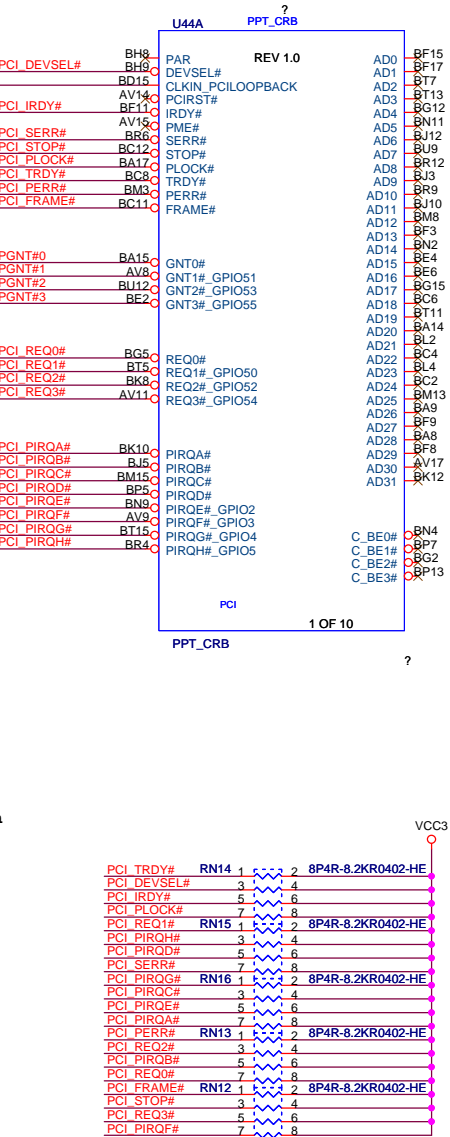 ?
U44A PPT_CRB
REV 1.0
BH8 PAR AD0 BF15
PCI_DEVSEL# BH9 DEVSEL# AD1 BF17
BD15 CLKIN_PCILOOPBACK AD2 BT7
AV14 PCIRST# AD3 BT13
PCI_IRDY# BF11 IRDY# AD4 BG12
AV15 PME# AD5 BN11
PCI_SERR# BR6 SERR# AD6 BJ12
PCI_STOP# BC12 STOP# AD7 BU9
PCI_PLOCK# BA17 PLOCK# AD8 BR12
PCI_TRDY# BC8 TRDY# AD9 BJ3
PCI_PERR# BM3 PERR# AD10 BR9
PCI_FRAME# BC11 FRAME# AD11 BJ10
AD12 BM8
AD13 BF3
AD14 BN2
PGNT#0 BA15 GNT0# AD15 BE4
PGNT#1 AV8 GNT1#_GPIO51 AD16 BE6
PGNT#2 BU12 GNT2#_GPIO53 AD17 BG15
PGNT#3 BE2 GNT3#_GPIO55 AD18 BC6
AD19 BT11
AD20 BA14
AD21 BL2
PCI_REQ0# BG5 REQ0# AD22 BC4
PCI_REQ1# BT5 REQ1#_GPIO50 AD23 BL4
PCI_REQ2# BK8 REQ2#_GPIO52 AD24 BC2
PCI_REQ3# AV11 REQ3#_GPIO54 AD25 BM13
AD26 BA9
AD27 BF9
AD28 BA8
PCI_PIRQA# BK10 PIRQA# AD29 BF8
PCI_PIRQB# BJ5 PIRQB# AD30 AV17
PCI_PIRQC# BM15 PIRQC# AD31 BK12
PCI_PIRQD# BP5 PIRQD#
PCI_PIRQE# BN9 PIRQE#_GPIO2
PCI_PIRQF# AV9 PIRQF#_GPIO3
PCI_PIRQG# BT15 PIRQG#_GPIO4 C_BE0# BN4
PCI_PIRQH# BR4 PIRQH#_GPIO5 C_BE1# BP7
C_BE2# BG2
C_BE3# BP13
PCI
1 OF 10
PPT_CRB
?
VCC3
PCI_TRDY# RN14 1 2 8P4R-8.2KR0402-HE
PCI_DEVSEL# 3 4
PCI_IRDY# 5 6
PCI_PLOCK# 7 8
PCI_REQ1# RN15 1 2 8P4R-8.2KR0402-HE
PCI_PIRQH# 3 4
PCI_PIRQD# 5 6
PCI_SERR# 7 8
PCI_PIRQG# RN16 1 2 8P4R-8.2KR0402-HE
PCI_PIRQC# 3 4
PCI_PIRQE# 5 6
PCI_PIRQA# 7 8
PCI_PERR# RN13 1 2 8P4R-8.2KR0402-HE
PCI_REQ2# 3 4
PCI_PIRQB# 5 6
PCI_REQ0# 7 8
PCI_FRAME# RN12 1 2 8P4R-8.2KR0402-HE
PCI_STOP# 3 4
PCI_REQ3# 5 6
PCI_PIRQF# 7 8